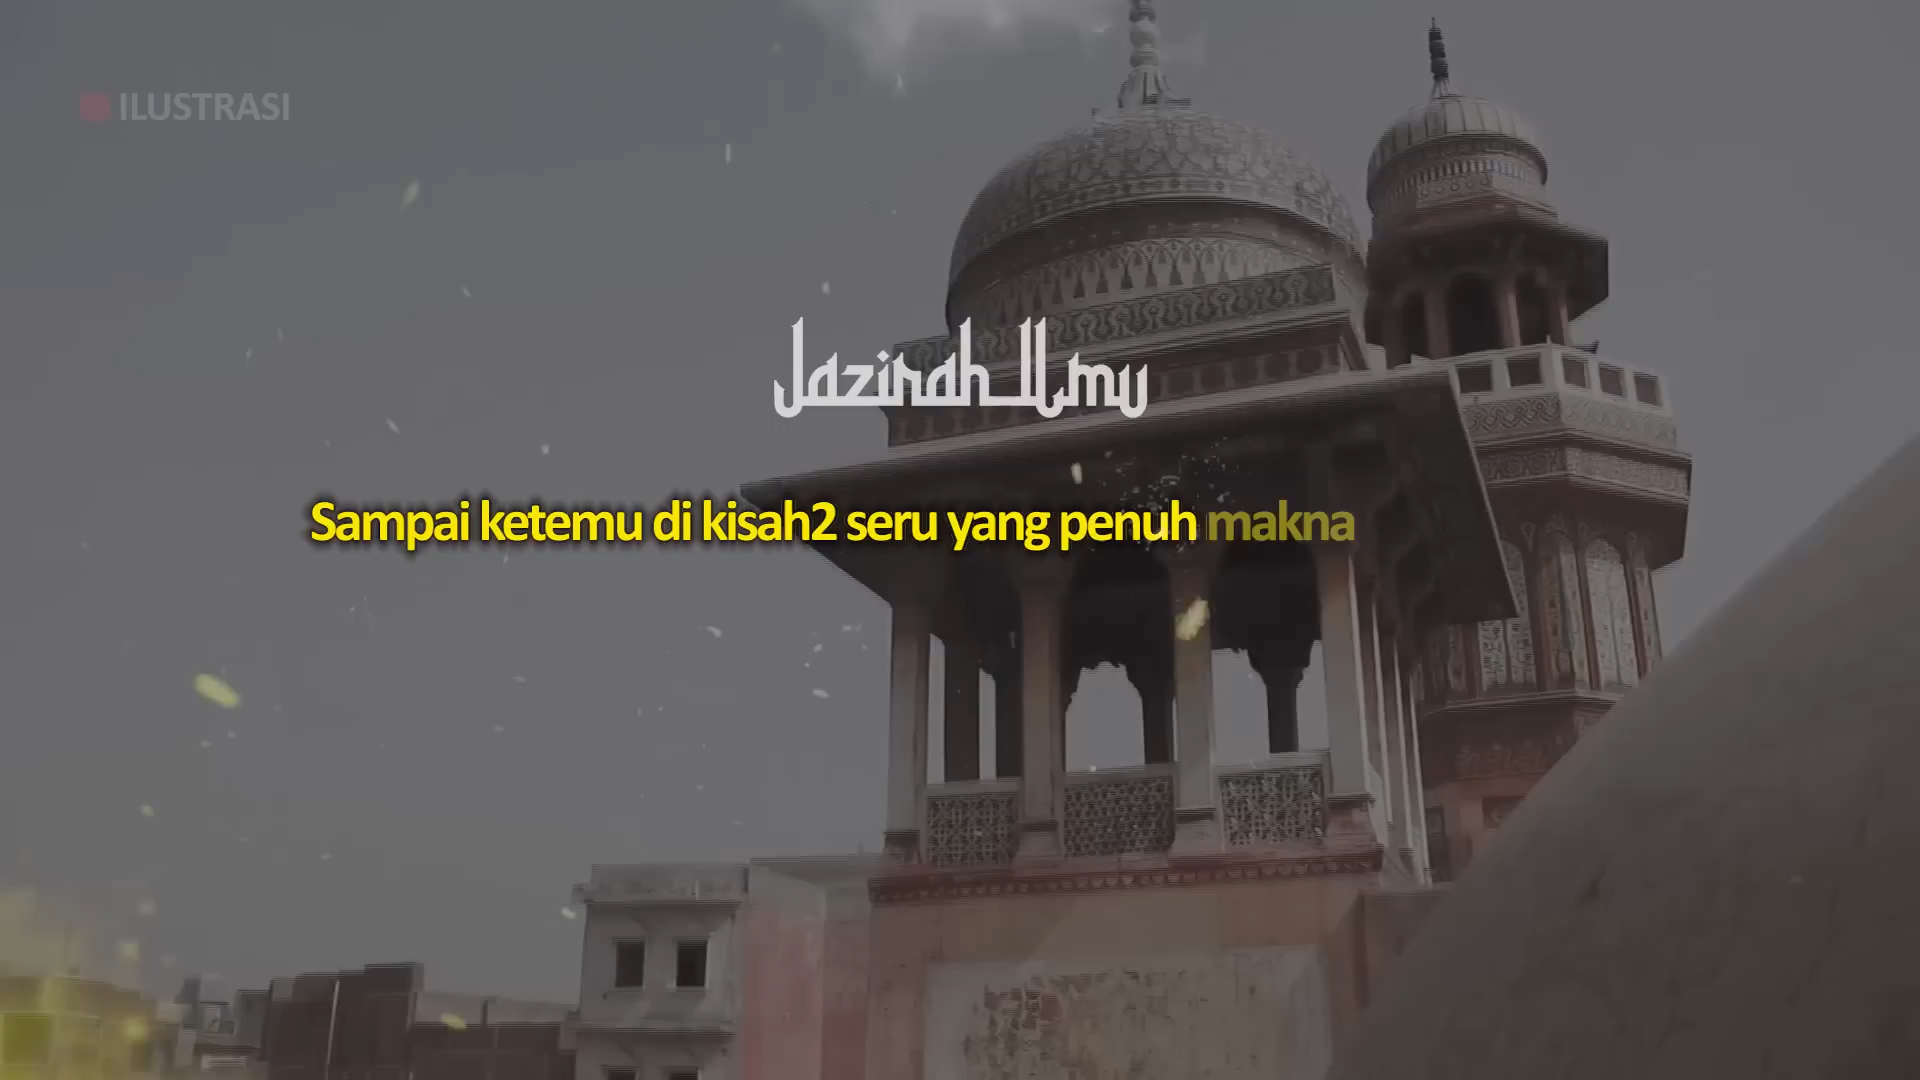 ILUSTRASI
Jazirah Ilmu
Sampai ketemu di kisah2 seru yang penuh makna